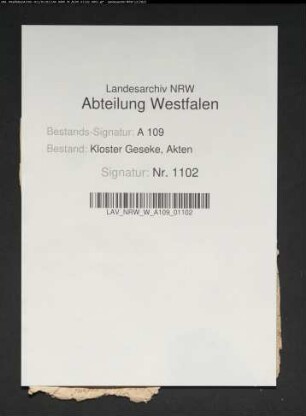 Landesarchiv NRW
Abteilung Westfalen
Bestands-Signatur: A 109
Bestand: Kloster Geseke, Akten
Signatur: Nr. 1102
LAV_NRW_W_A109_01102